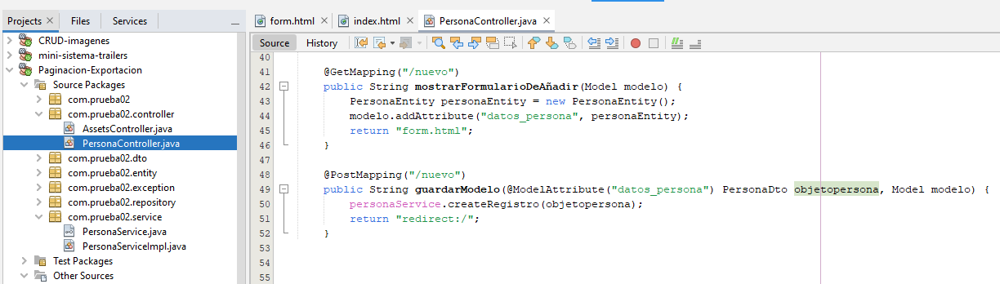 Projects Files Services
CRUD-imagenes
mini-sistema-trailers
Paginacion-Exportacion
Source Packages
com.prueba02
com.prueba02.controller
AssetsController.java
PersonaController.java
com.prueba02.dto
com.prueba02.entity
com.prueba02.exception
com.prueba02.repository
com.prueba02.service
PersonaService.java
PersonaServiceImpl.java
Test Packages
Other Sources
form.html index.html PersonaController.java
Source History
40
41 @GetMapping("/nuevo")
42 public String mostrarFormularioDeAñadir(Model modelo) {
43 PersonaEntity personaEntity = new PersonaEntity();
44 modelo.addAttribute("datos_persona", personaEntity);
45 return "form.html";
46 }
47
48 @PostMapping("/nuevo")
49 public String guardarModelo(@ModelAttribute("datos_persona") PersonaDto objetopersona, Model modelo) {
50 personaService.createRegistro(objetopersona);
51 return "redirect:/";
52 }
53
54
55